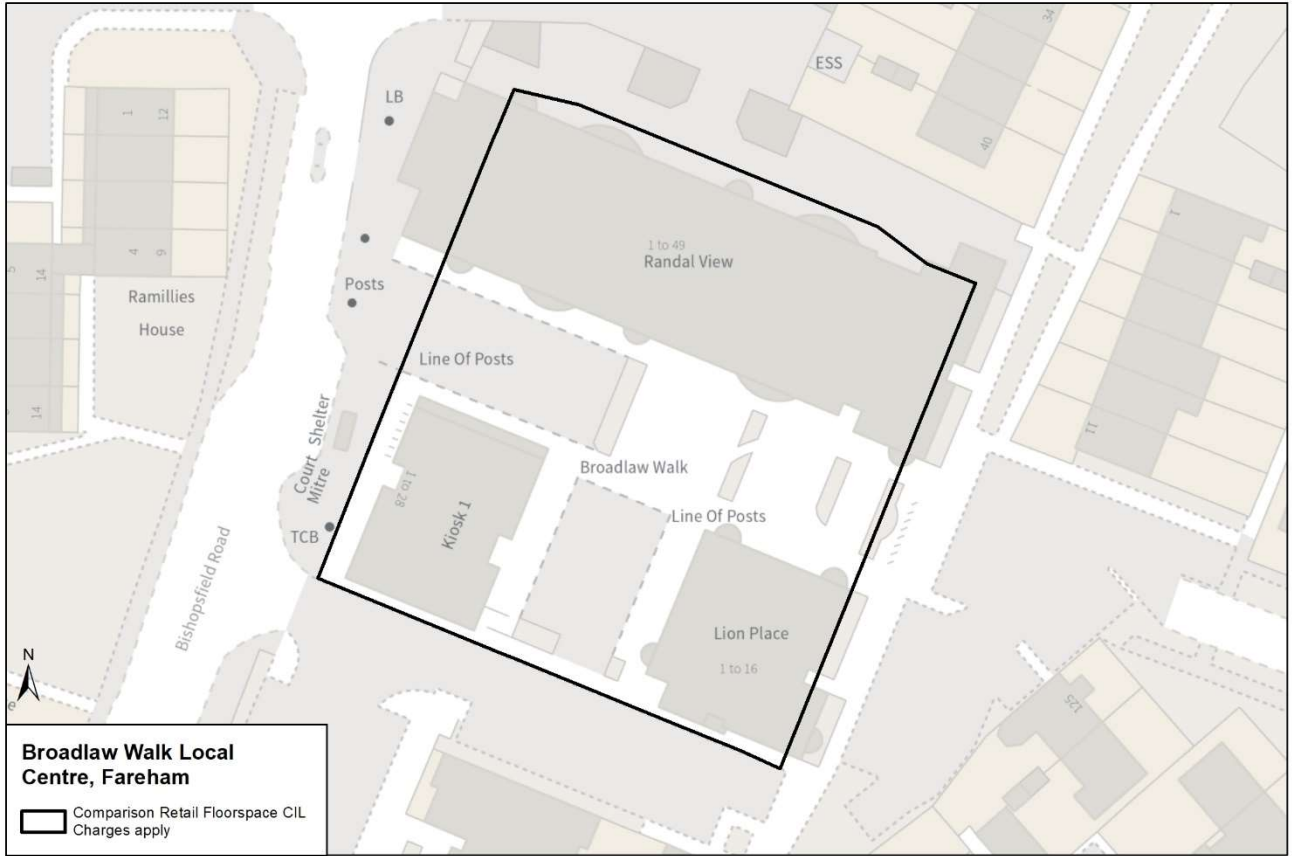 34
ESS
LB
1
12
40
1
1 to 49
Randal View
4
9
5
14
Ramillies
House
Posts
Line Of Posts
14
11
Court Shelter
Mitre
Broadlaw Walk
1 to 28
Kiosk 1
Line Of Posts
TCB
Bishopsfield Road
Lion Place
1 to 16
N
e
125
Broadlaw Walk Local
Centre, Fareham
Comparison Retail Floorspace CIL
Charges apply